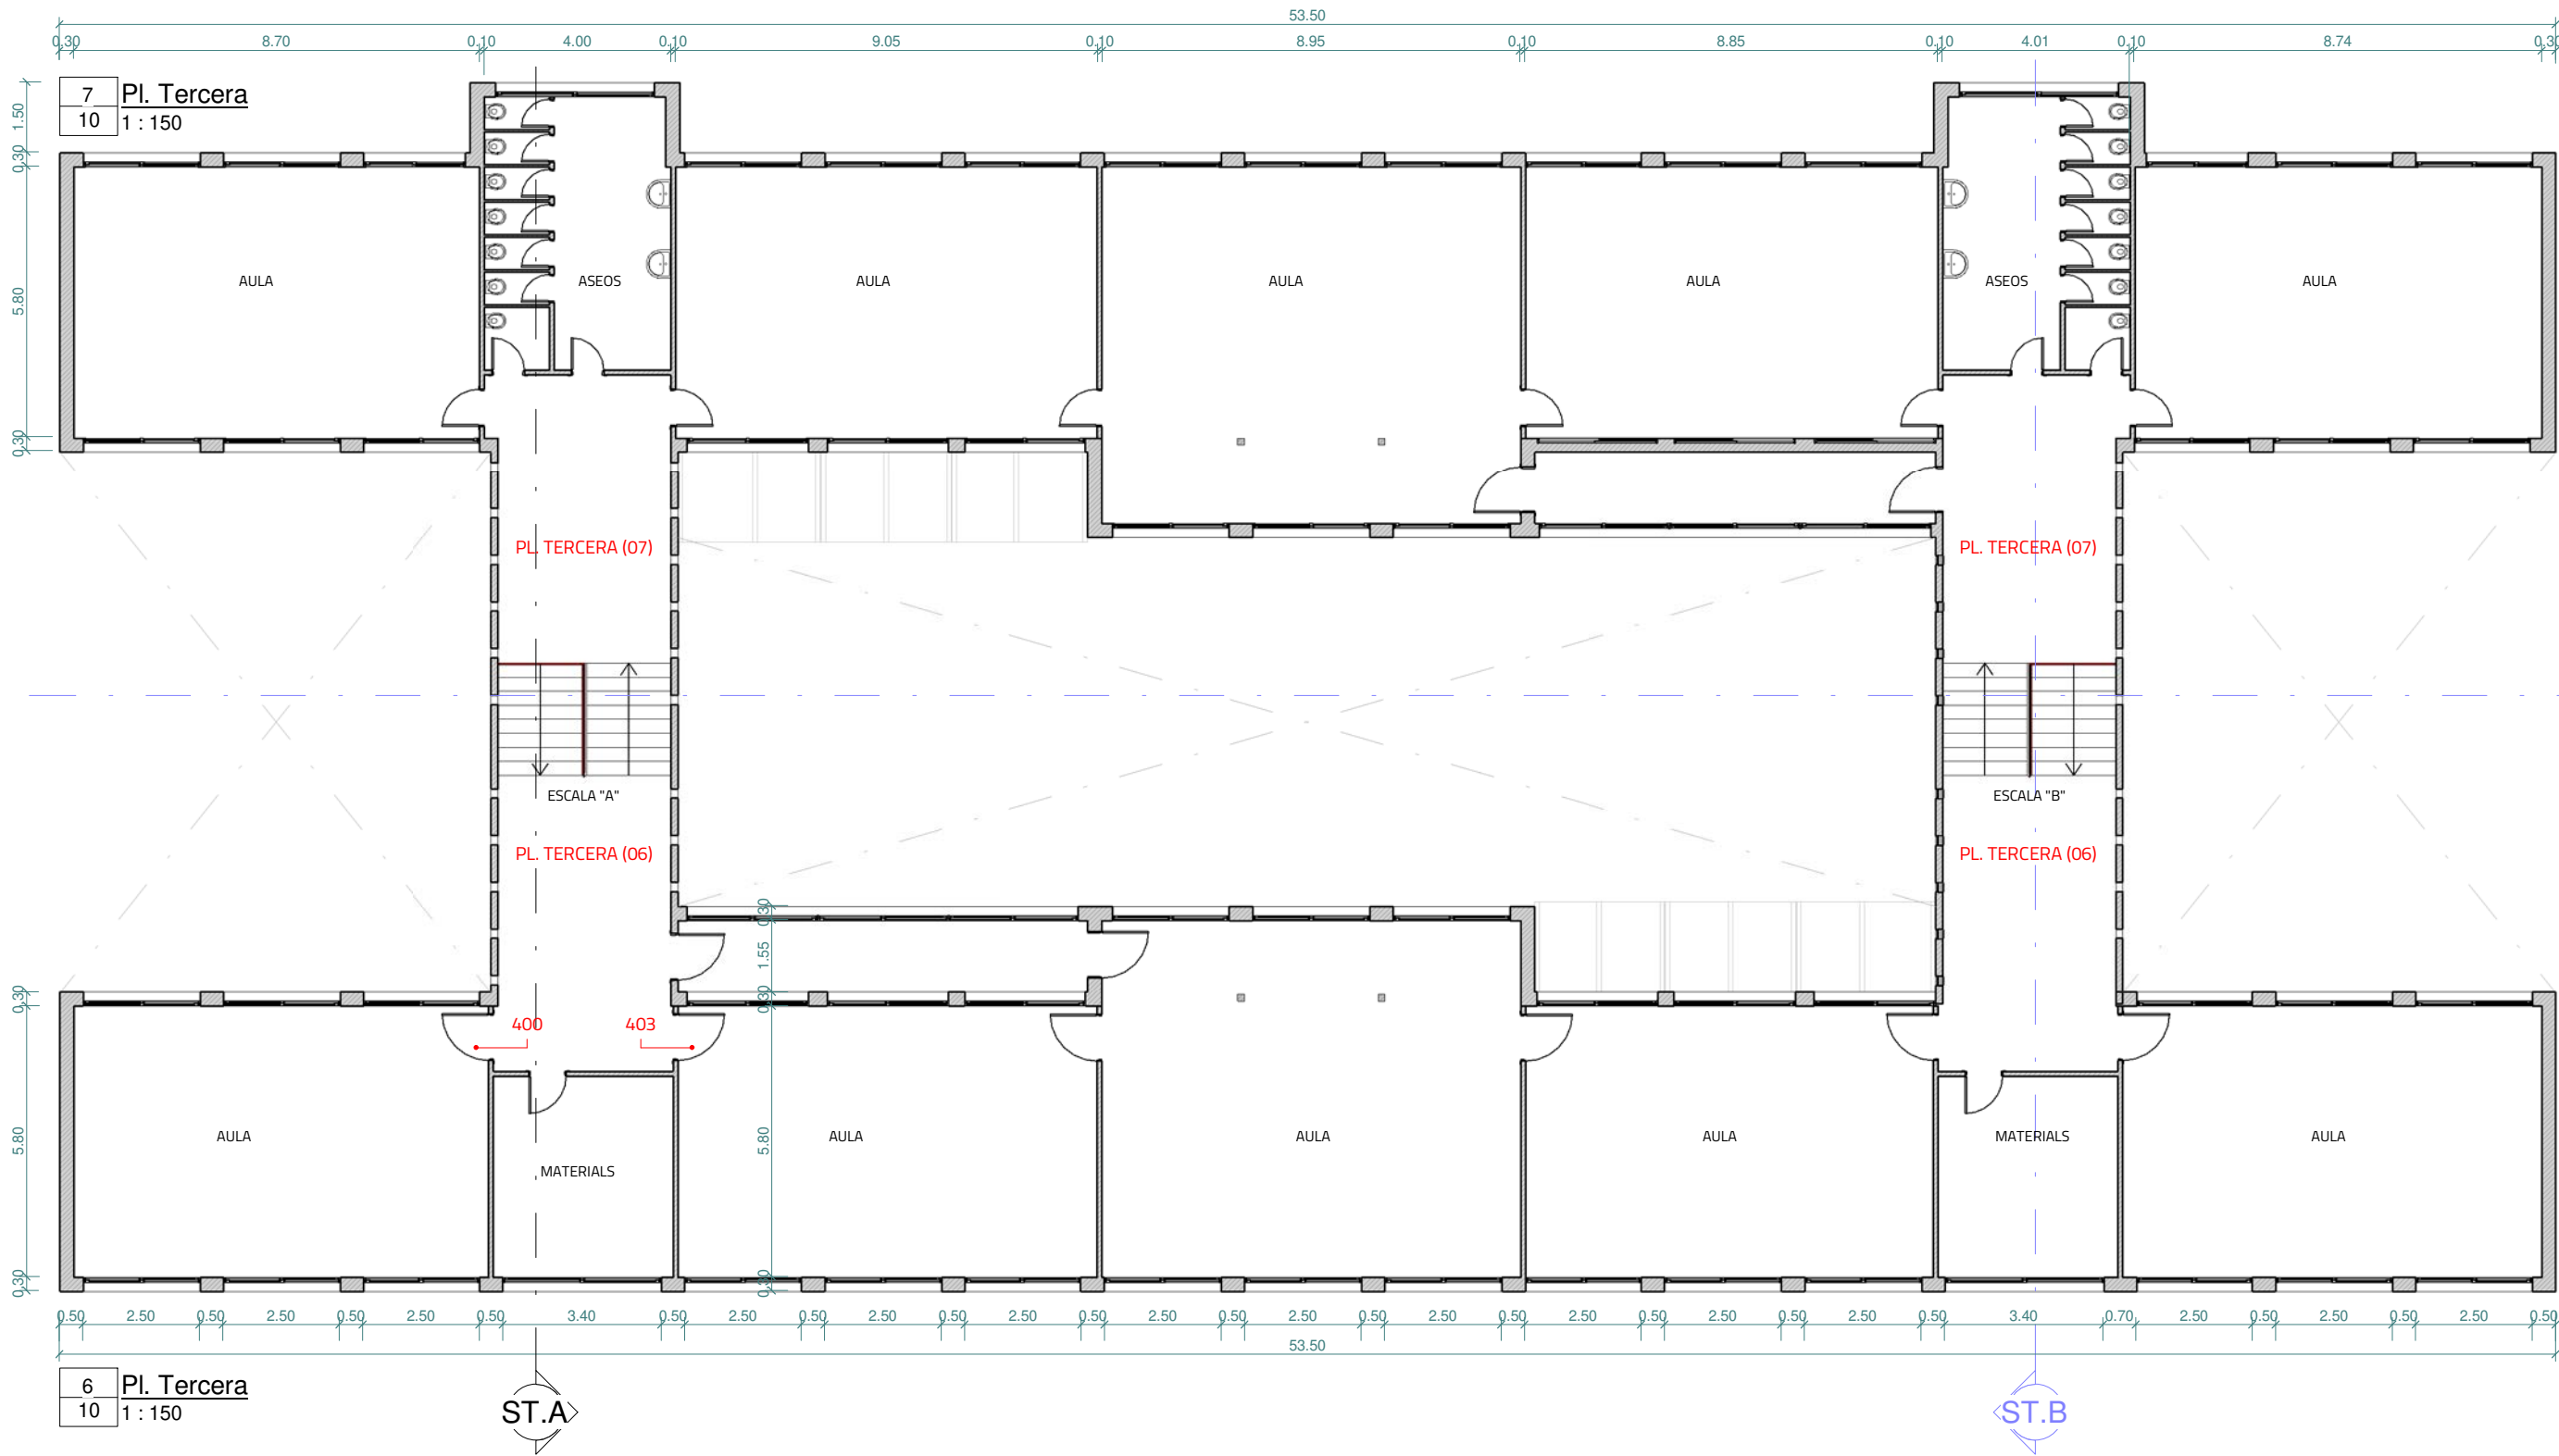 53.50
0.30 8.70 0.10 4.00 0.10 9.05 0.10 8.95 0.10 8.85 0.10 4.01 0.10 8.74 0.30
7 Pl. Tercera
10 1 : 150
1.50
0.30
5.80
0.30
AULA ASEOS AULA AULA AULA ASEOS AULA
PL. TERCERA (07) PL. TERCERA (07)
ESCALA "A" ESCALA "B"
PL. TERCERA (06) PL. TERCERA (06)
0.30
1.55
0.30 0.30
400 403
5.80 5.80
AULA AULA AULA AULA MATERIALS AULA
MATERIALS
0.30 0.30
0.50 2.50 0.50 2.50 0.50 2.50 0.50 3.40 0.50 2.50 0.50 2.50 0.50 2.50 0.50 2.50 0.50 2.50 0.50 2.50 0.50 2.50 0.50 2.50 0.50 2.50 0.50 3.40 0.70 2.50 0.50 2.50 0.50 2.50 0.50
53.50
6 Pl. Tercera
10 1 : 150
ST.A ST.B